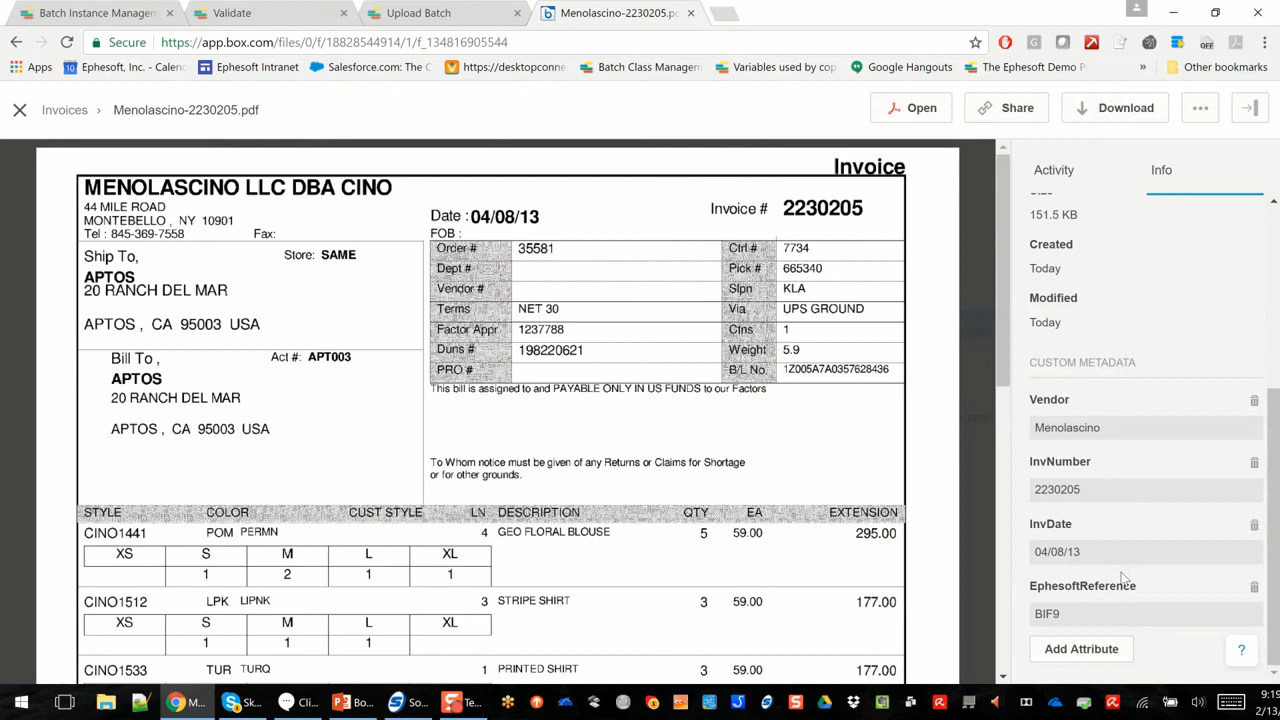 Batch Instance Managem
Validate
Upload Batch
Menolascino-2230205.pc
Secure
https://app.box.com/files/0/f/18828544914/1/f_134816905544
Apps
10
Ephesoft, Inc. - Calenc
Ephesoft Intranet
Salesforce.com: The C
https://desktopconne
Batch Class Managem
Variables used by cop
Google Hangouts
The Ephesoft Demo P
»
Other bookmarks
Invoices > Menolascino-2230205.pdf
Open
Share
Download
Activity
Info
Invoice
MENOLASCINO LLC DBA CINO
44 MILE ROAD
MONTEBELLO , NY 10901
Tel : 845-369-7558
Fax:
Date : 04/08/13
Invoice # 2230205
FOB :
Ship To,
Store: SAME
APTOS
20 RANCH DEL MAR
APTOS , CA 95003 USA
Bill To ,
Act #: APT003
APTOS
20 RANCH DEL MAR
APTOS , CA 95003 USA
Order # 35581 Ctrl # 7734
Dept # Pick # 665340
Vendor # Slpn KLA
Terms NET 30 Via UPS GROUND
Factor Appr 1237788 Ctns 1
Duns # 198220621 Weight 5.9
PRO # B/L No. 1Z005A7A0357628436
This bill is assigned to and PAYABLE ONLY IN US FUNDS to our Factors
To Whom notice must be given of any Returns or Claims for Shortage
or for other grounds.
STYLE COLOR CUST STYLE LN DESCRIPTION QTY EA EXTENSION
CINO1441 POM PERMN 4 GEO FLORAL BLOUSE 5 59.00 295.00
XS S M L XL
1 2 1 1
CINO1512 LPK LIPNK 3 STRIPE SHIRT 3 59.00 177.00
XS S M L XL
1 1 1
CINO1533 TUR TURQ 1 PRINTED SHIRT 3 59.00 177.00
151.5 KB
Created
Today
Modified
Today
CUSTOM METADATA
Vendor
Menolascino
InvNumber
2230205
InvDate
04/08/13
EphesoftReference
BIF9
Add Attribute
?
M...
Sk...
Cli...
Bo...
So...
Te...
9:19
2/13/